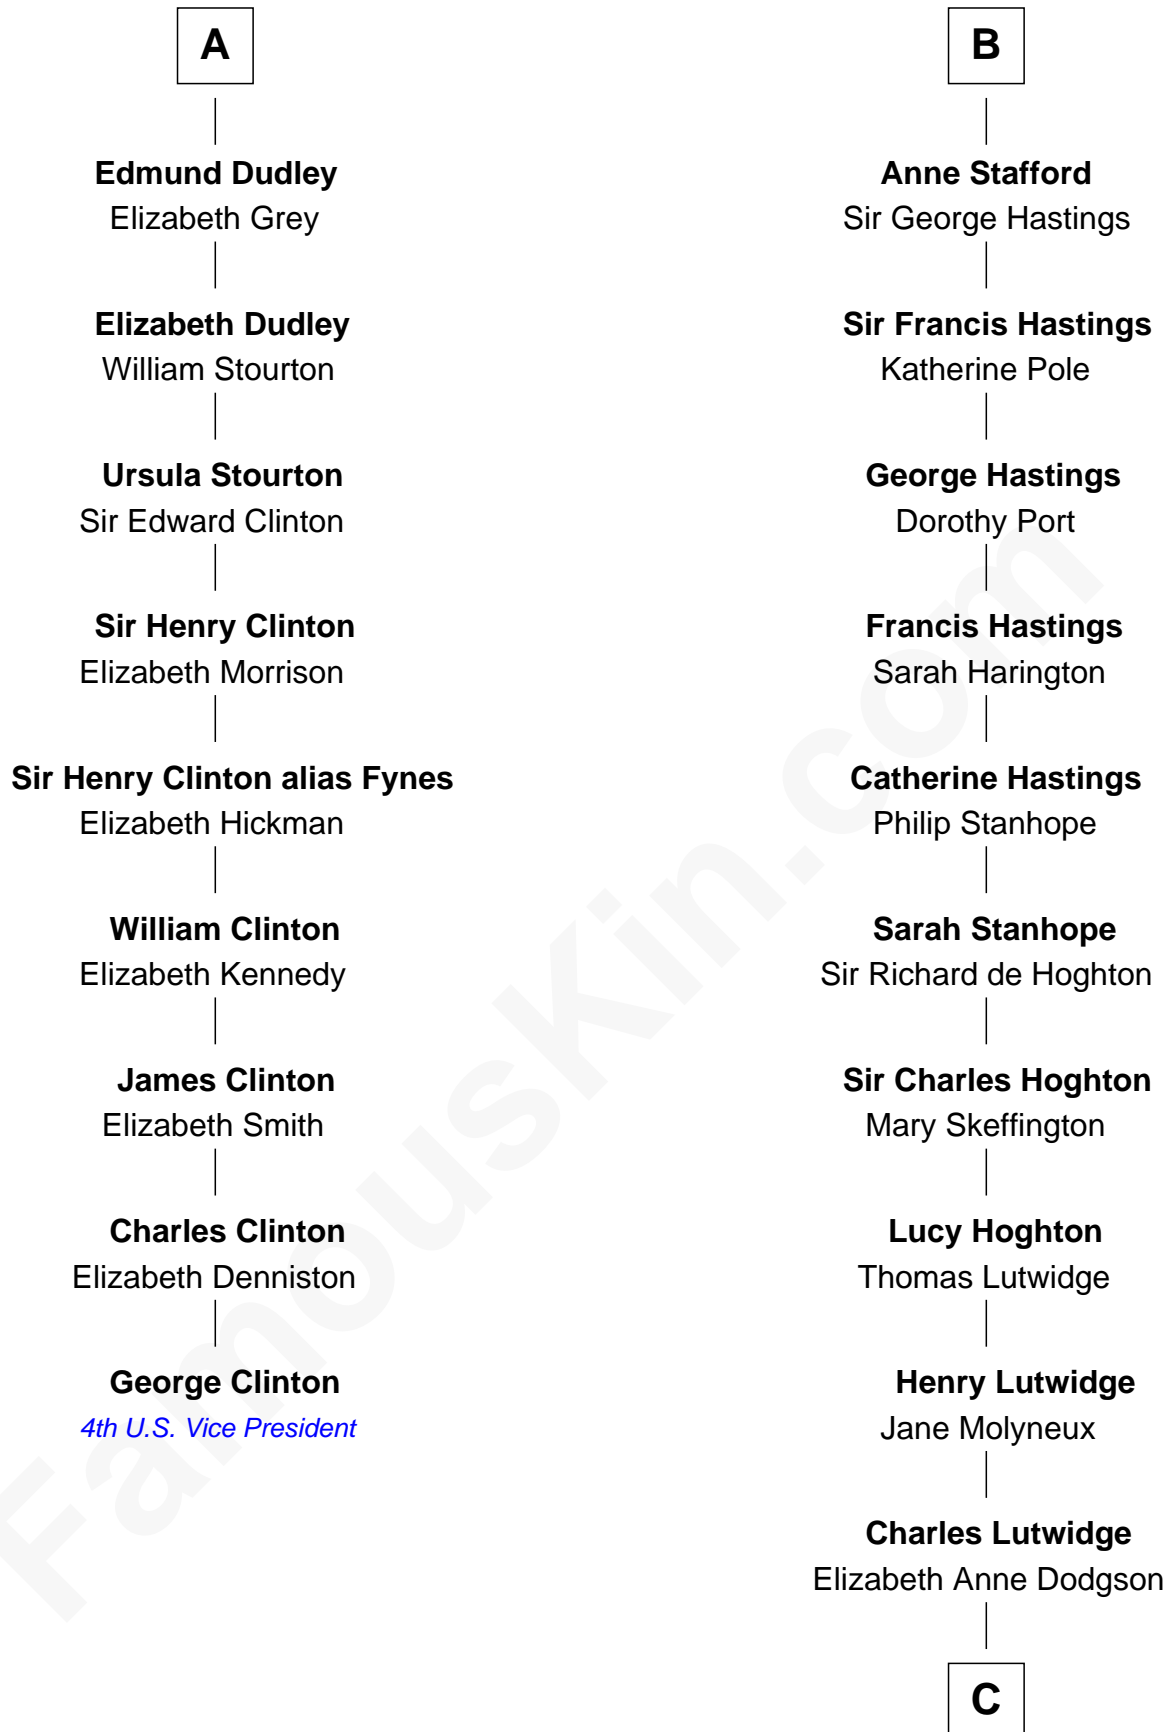 A
Edmund Dudley
Elizabeth Grey
Elizabeth Dudley
William Stourton
Ursula Stourton
Sir Edward Clinton
Sir Henry Clinton
Elizabeth Morrison
Sir Henry Clinton alias Fynes
Elizabeth Hickman
William Clinton
Elizabeth Kennedy
James Clinton
Elizabeth Smith
Charles Clinton
Elizabeth Denniston
George Clinton
4th U.S. Vice President
B
Anne Stafford
Sir George Hastings
Sir Francis Hastings
Katherine Pole
George Hastings
Dorothy Port
Francis Hastings
Sarah Harington
Catherine Hastings
Philip Stanhope
Sarah Stanhope
Sir Richard de Hoghton
Sir Charles Hoghton
Mary Skeffington
Lucy Hoghton
Thomas Lutwidge
Henry Lutwidge
Jane Molyneux
Charles Lutwidge
Elizabeth Anne Dodgson
C
FamousKin.com